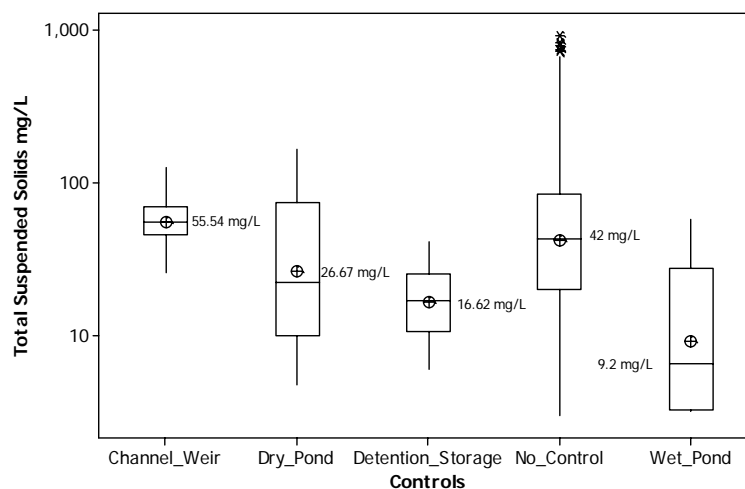 Total Suspended Solids mg/L
1,000
100
10
55.54 mg/L
26.67 mg/L
16.62 mg/L
42 mg/L
9.2 mg/L
Channel_Weir Dry_Pond Detention_Storage No_Control Wet_Pond
Controls